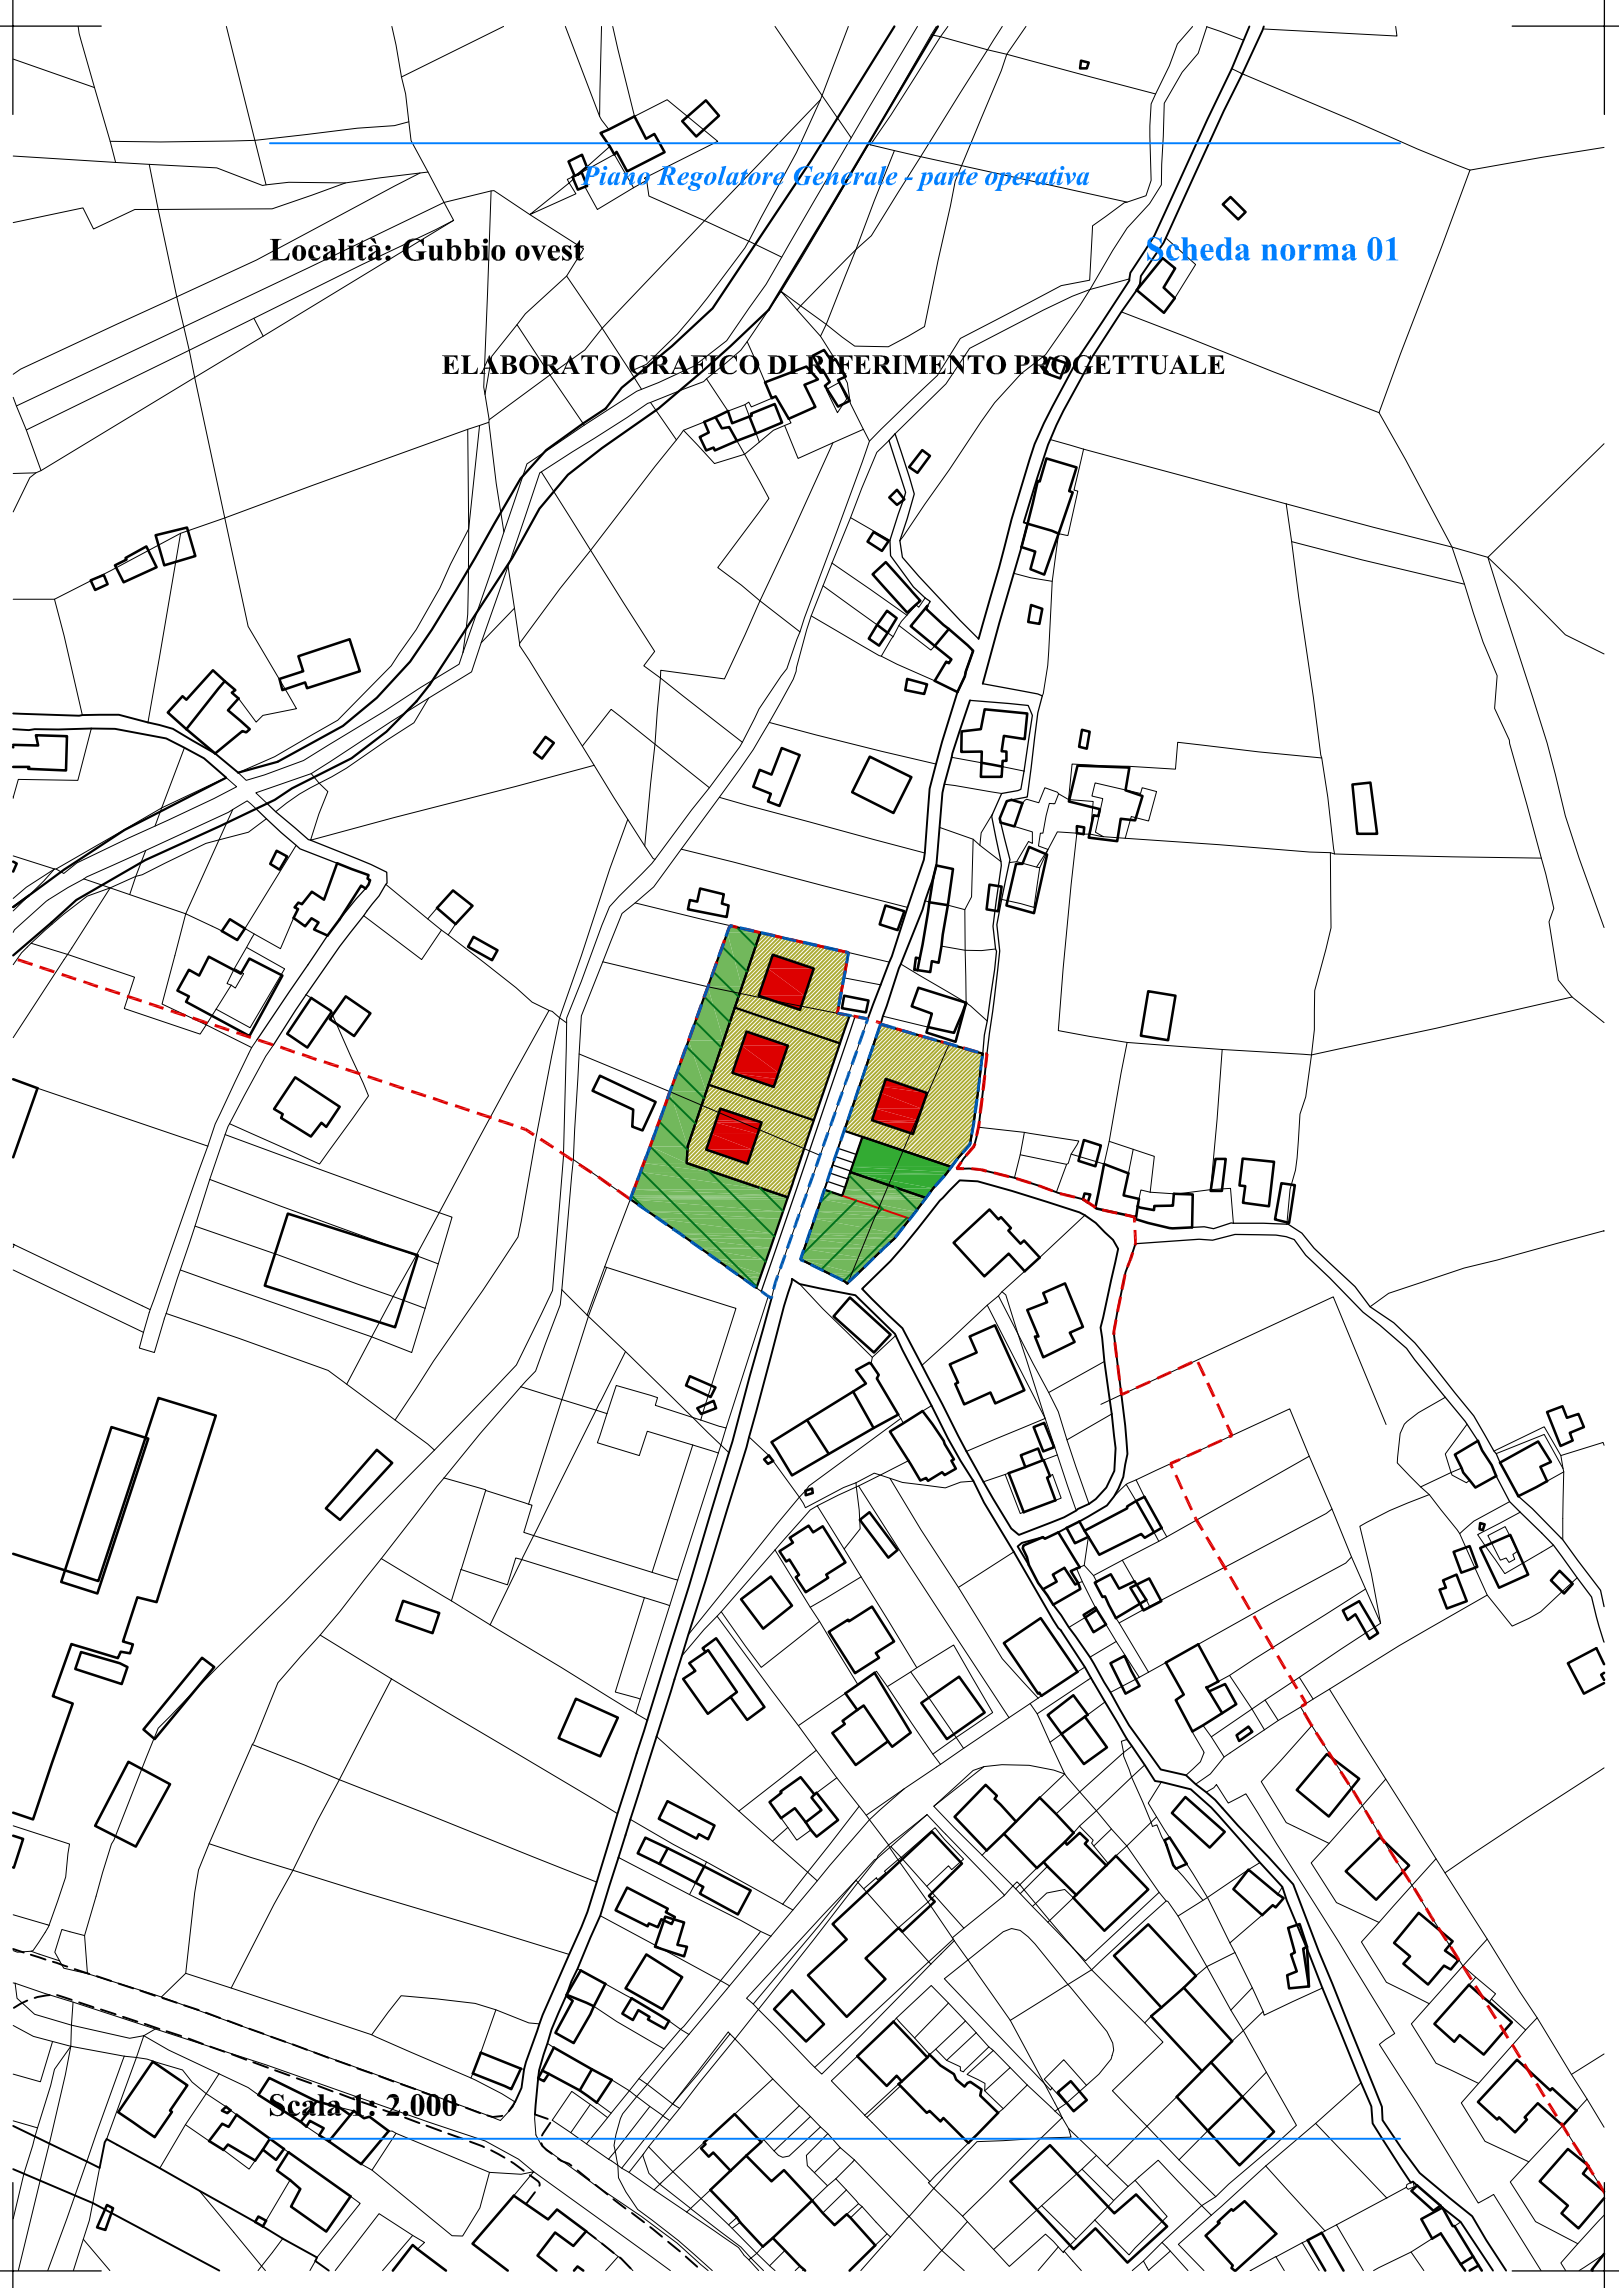 Piano Regolatore Generale - parte operativa
Località: Gubbio ovest
Scheda norma 01
ELABORATO GRAFICO DI RIFERIMENTO PROGETTUALE
Scala 1: 2.000